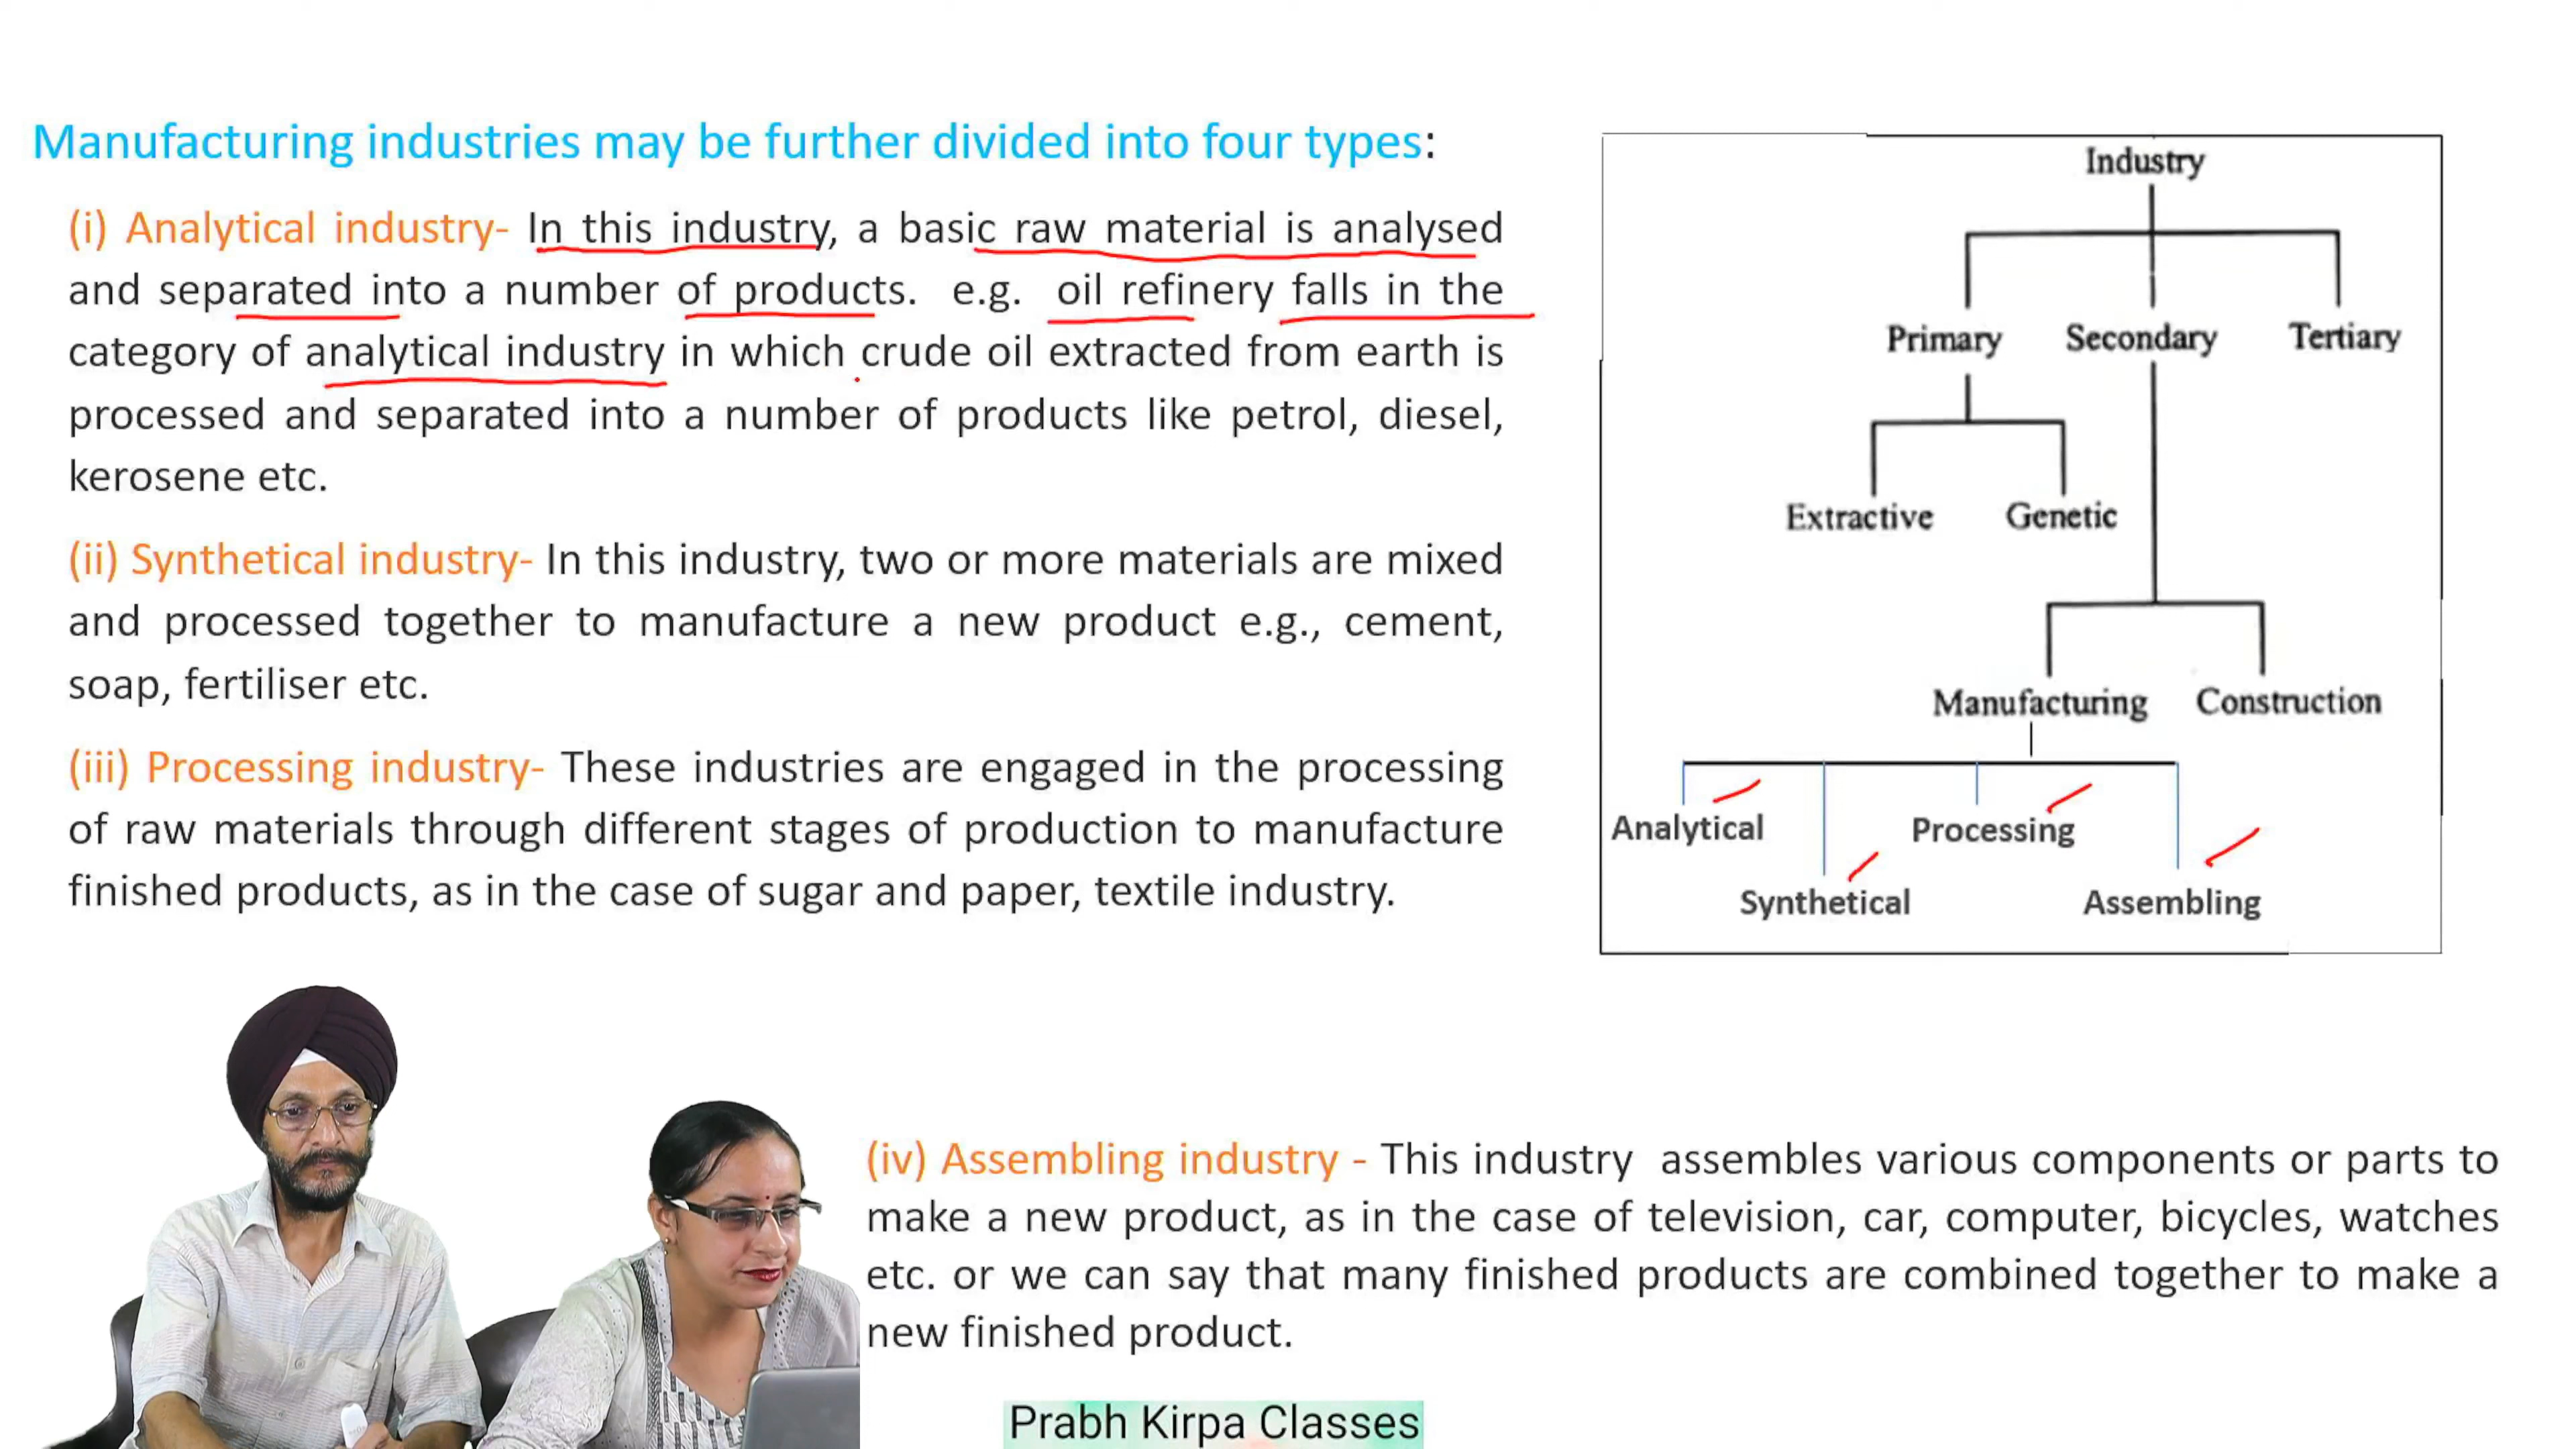 Manufacturing industries may be further divided into four types:
(i) Analytical industry- In this industry, a basic raw material is analysed
and separated into a number of products. e.g. oil refinery falls in the
category of analytical industry in which crude oil extracted from earth is
processed and separated into a number of products like petrol, diesel,
kerosene etc.
(ii) Synthetical industry- In this industry, two or more materials are mixed
and processed together to manufacture a new product e.g., cement,
soap, fertiliser etc.
(iii) Processing industry- These industries are engaged in the processing
of raw materials through different stages of production to manufacture
finished products, as in the case of sugar and paper, textile industry.
Industry
Primary Secondary Tertiary
Extractive Genetic
Manufacturing Construction
Analytical Processing
Synthetical Assembling
(iv) Assembling industry - This industry assembles various components or parts to
make a new product, as in the case of television, car, computer, bicycles, watches
etc. or we can say that many finished products are combined together to make a
new finished product.
Prabh Kirpa Classes